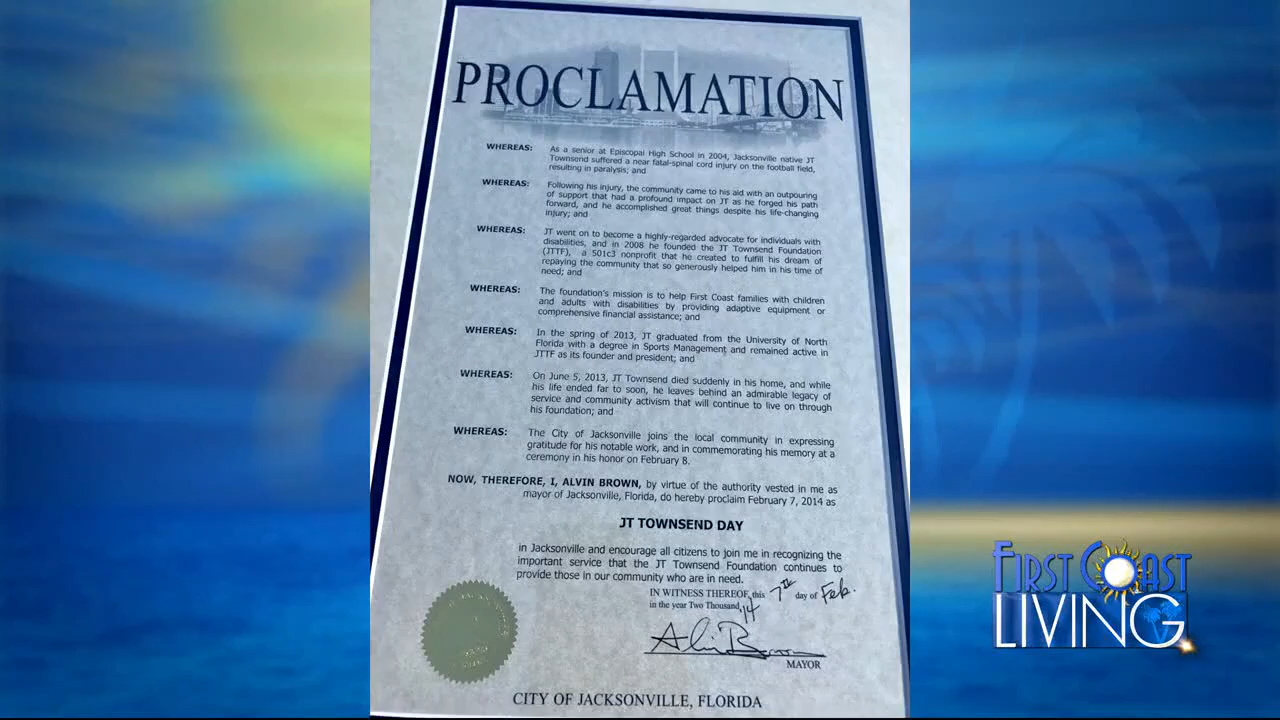 PROCLAMATION
WHEREAS: As a senior at Episcopal High School in 2004, Jacksonville native JT
Townsend suffered a near fatal-spinal cord injury on the football field,
resulting in paralysis; and
WHEREAS: Following his injury, the community came to his aid with an outpouring
of support that had a profound impact on JT as he forged his path
forward, and he accomplished great things despite his life-changing
injury; and
WHEREAS: JT went on to become a highly-regarded advocate for individuals with
disabilities, and in 2008 he founded the JT Townsend Foundation
(JTTF), a 501c3 nonprofit that he created to fulfill his dream of
repaying the community that so generously helped him in his time of
need; and
WHEREAS: The foundation's mission is to help First Coast families with children
and adults with disabilities by providing adaptive equipment or
comprehensive financial assistance; and
WHEREAS: In the spring of 2013, JT graduated from the University of North
Florida with a degree in Sports Management and remained active in
JTTF as its founder and president; and
WHEREAS: On June 5, 2013, JT Townsend died suddenly in his home, and while
his life ended far to soon, he leaves behind an admirable legacy of
service and community activism that will continue to live on through
his foundation; and
WHEREAS: The City of Jacksonville joins the local community in expressing
gratitude for his notable work, and in commemorating his memory at a
ceremony in his honor on February 8.
NOW, THEREFORE, I, ALVIN BROWN, by virtue of the authority vested in me as
mayor of Jacksonville, Florida, do hereby proclaim February 7, 2014 as
JT TOWNSEND DAY
in Jacksonville and encourage all citizens to join me in recognizing the
important service that the JT Townsend Foundation continues to
provide those in our community who are in need.
IN WITNESS THEREOF, this 7TH day of Feb.
in the year Two Thousand '14
Alvin Brown
MAYOR
CITY OF JACKSONVILLE, FLORIDA
FIRST COAST
LIVING